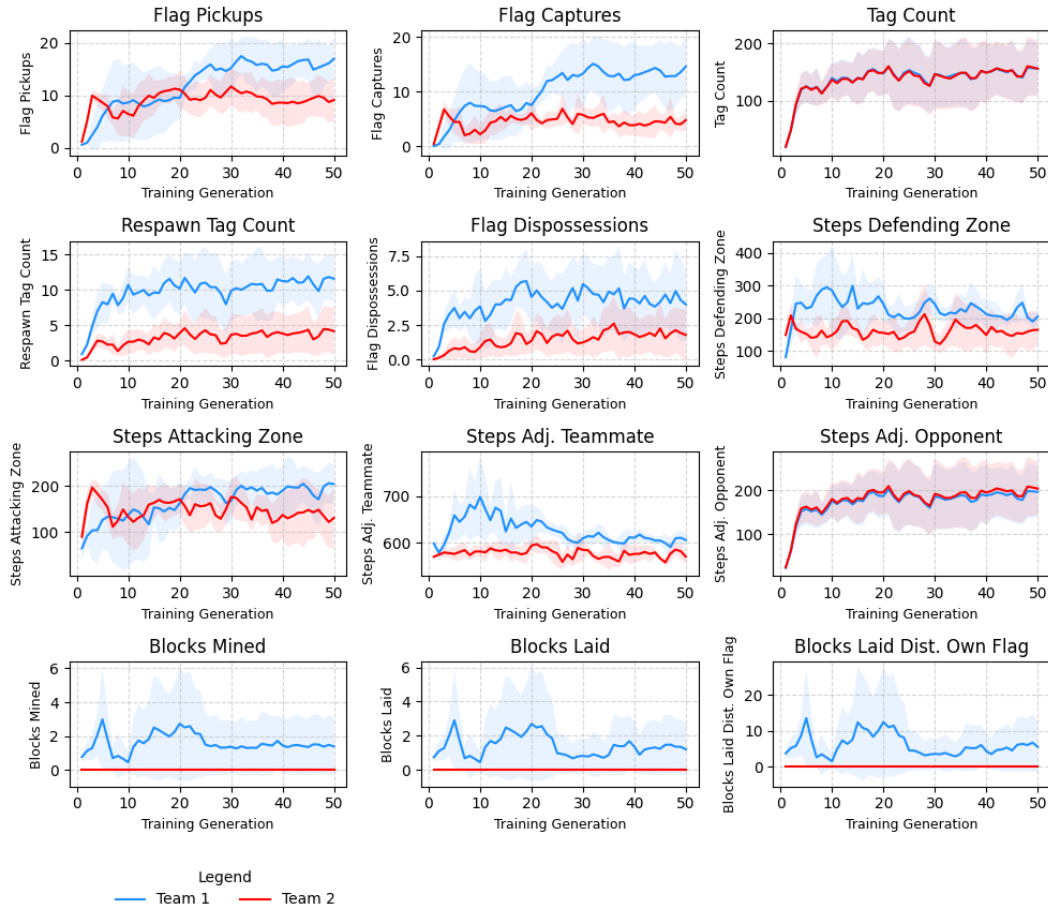 Flag Pickups
Flag Captures
Tag Count
Flag Pickups
20
10
0
0 10 20 30 40 50
Training Generation
Flag Captures
20
10
0
0 10 20 30 40 50
Training Generation
Tag Count
200
100
0 10 20 30 40 50
Training Generation
Respawn Tag Count
Flag Dispossessions
Steps Defending Zone
Respawn Tag Count
15
10
5
0
0 10 20 30 40 50
Training Generation
Flag Dispossessions
7.5
5.0
2.5
0.0
0 10 20 30 40 50
Training Generation
Steps Defending Zone
400
300
200
100
0 10 20 30 40 50
Training Generation
Steps Attacking Zone
Steps Adj. Teammate
Steps Adj. Opponent
Steps Attacking Zone
200
100
0 10 20 30 40 50
Training Generation
Steps Adj. Teammate
700
600
0 10 20 30 40 50
Training Generation
Steps Adj. Opponent
200
100
0 10 20 30 40 50
Training Generation
Blocks Mined
Blocks Laid
Blocks Laid Dist. Own Flag
Blocks Mined
6
4
2
0
0 10 20 30 40 50
Training Generation
Blocks Laid
6
4
2
0
0 10 20 30 40 50
Training Generation
Blocks Laid Dist. Own Flag
20
10
0
0 10 20 30 40 50
Training Generation
Legend
Team 1 Team 2